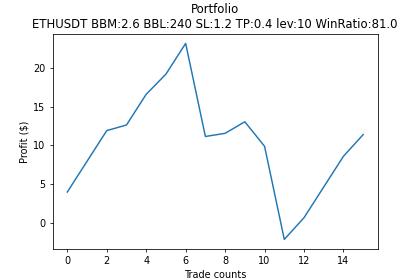 Portfolio
ETHUSDT BBM:2.6 BBL:240 SL:1.2 TP:0.4 lev:10 WinRatio:81.0
Profit ($)
20
15
10
5
0
0 2 4 6 8 10 12 14
Trade counts